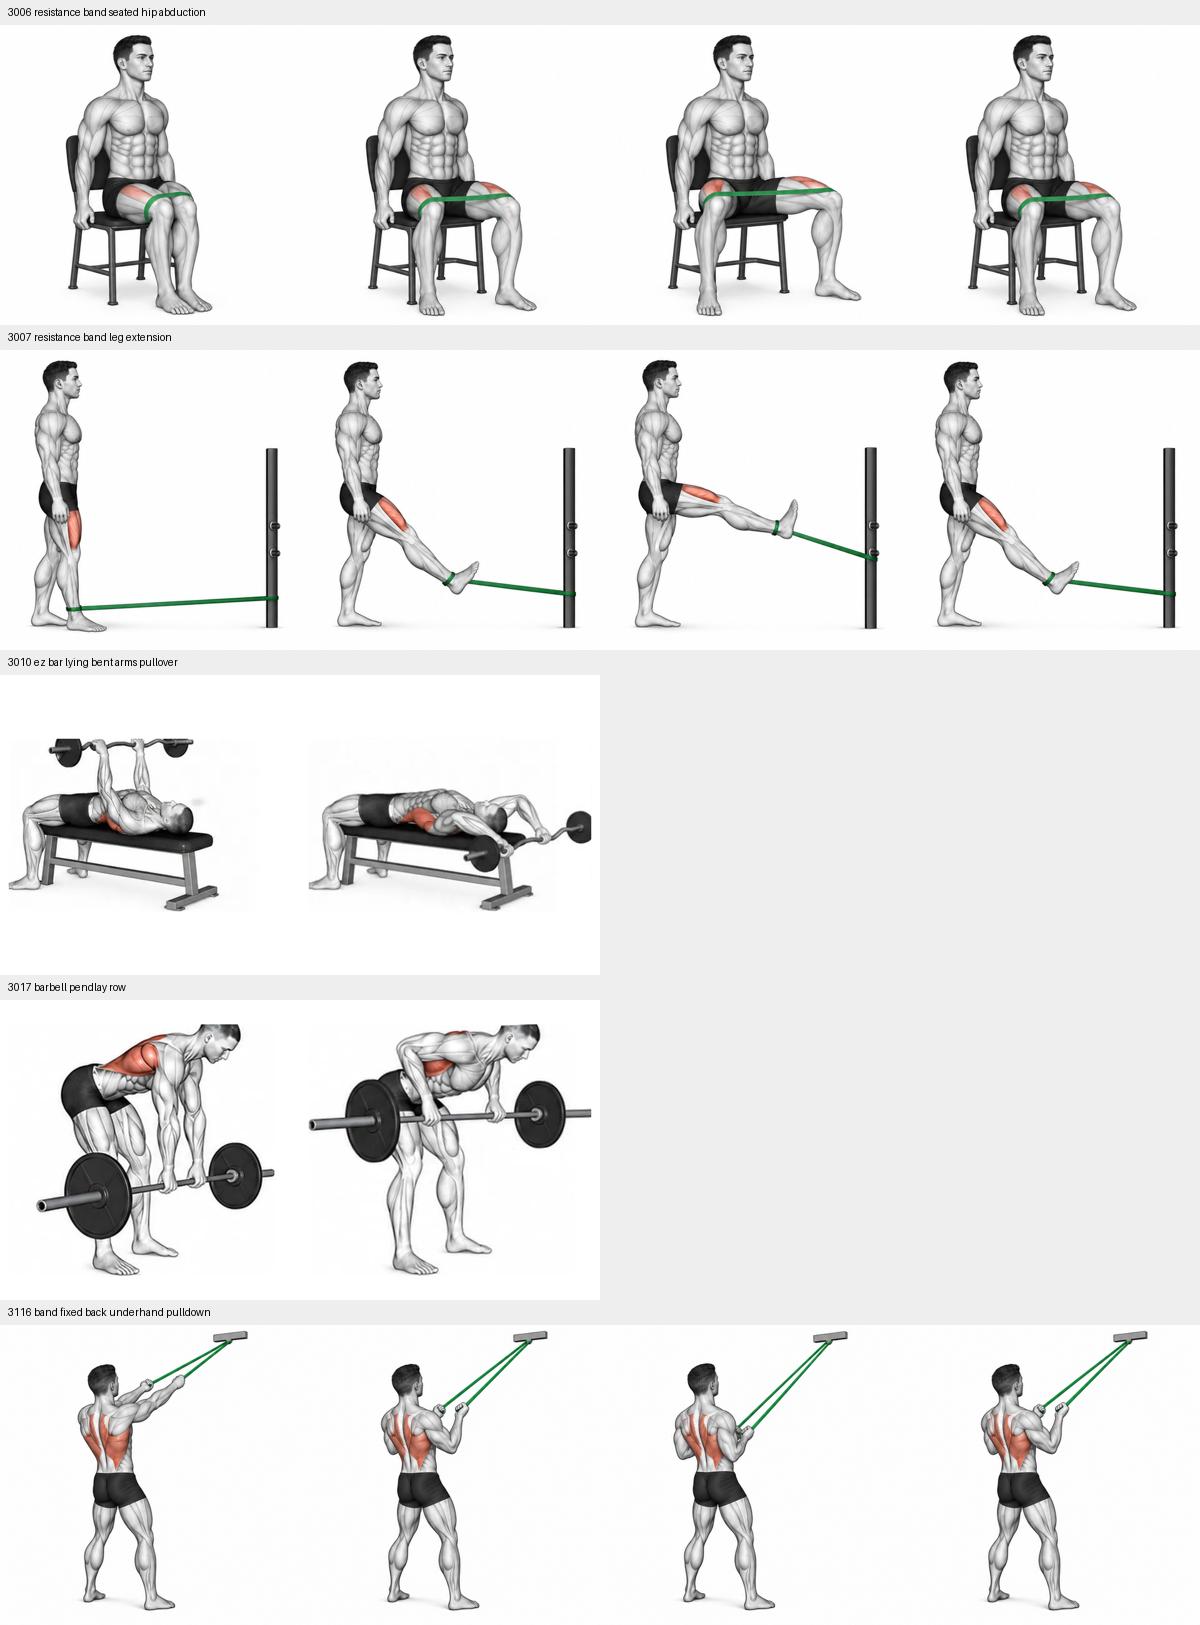 3006 resistance band seated hip abduction
3007 resistance band leg extension
3010 ez bar lying bent arms pullover
3017 barbell pendlay row
3116 band fixed back underhand pulldown